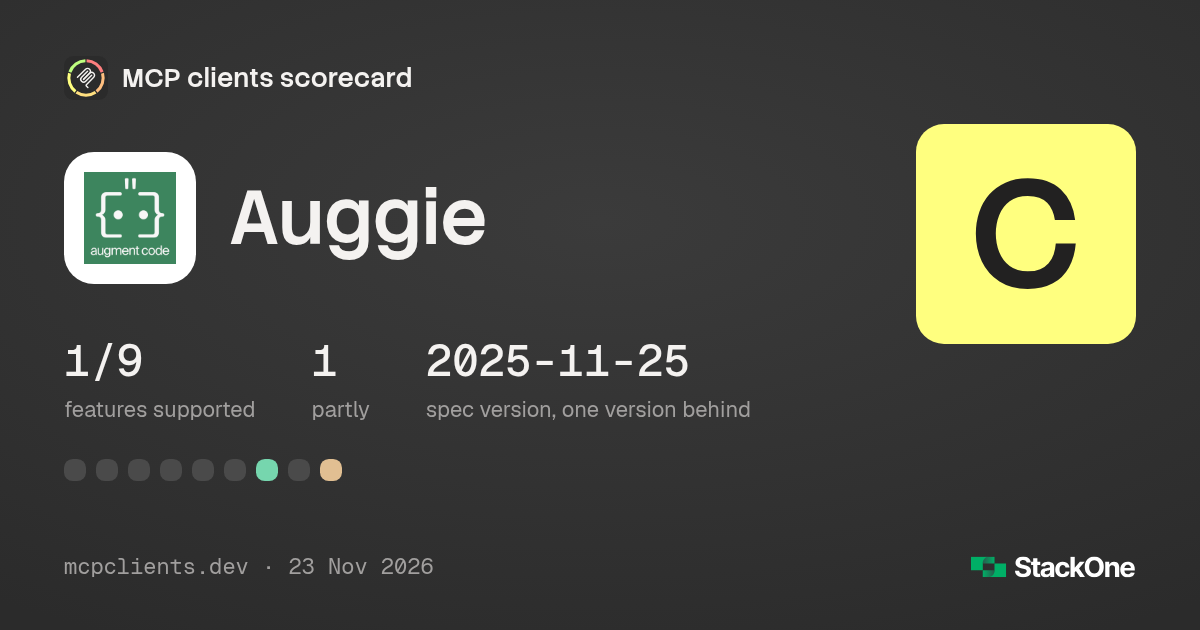 MCP clients scorecard
augment code
Auggie
C
1/9
features supported
1
partly
2025-11-25
spec version, one version behind
mcpclients.dev · 23 Nov 2026
StackOne